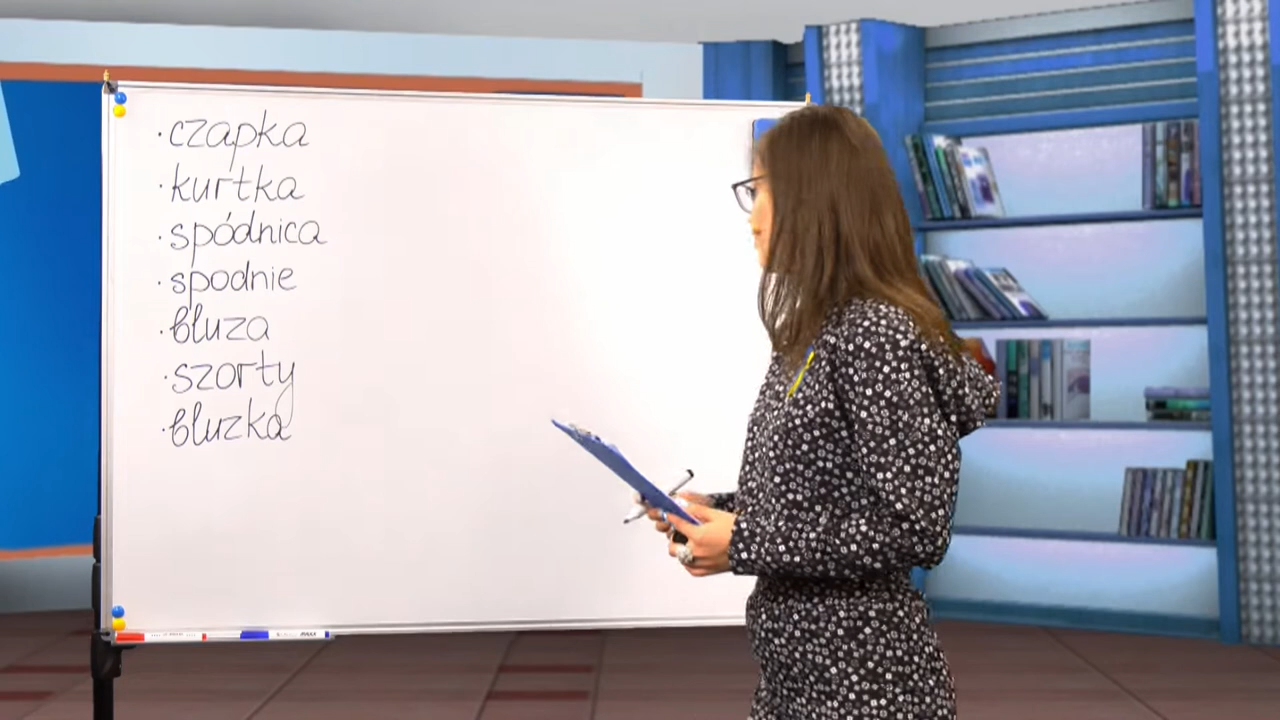 · czapka
· kurtka
· spódnica
· spodnie
· bluza
· szorty
· bluzka